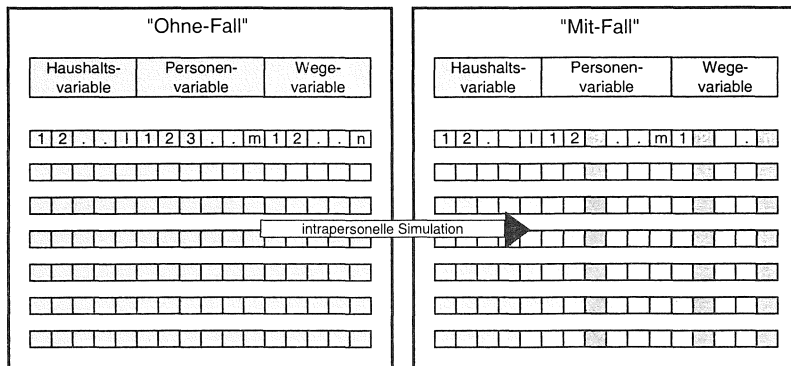 "Ohne-Fall"
Haushalts-
variable
Personen-
variable
Wege-
variable
1 2 . . l 1 2 3 . . m 1 2 . . n
"Mit-Fall"
Haushalts-
variable
Personen-
variable
Wege-
variable
1 2 . l 1 2 . . m 1 .
intrapersonelle Simulation